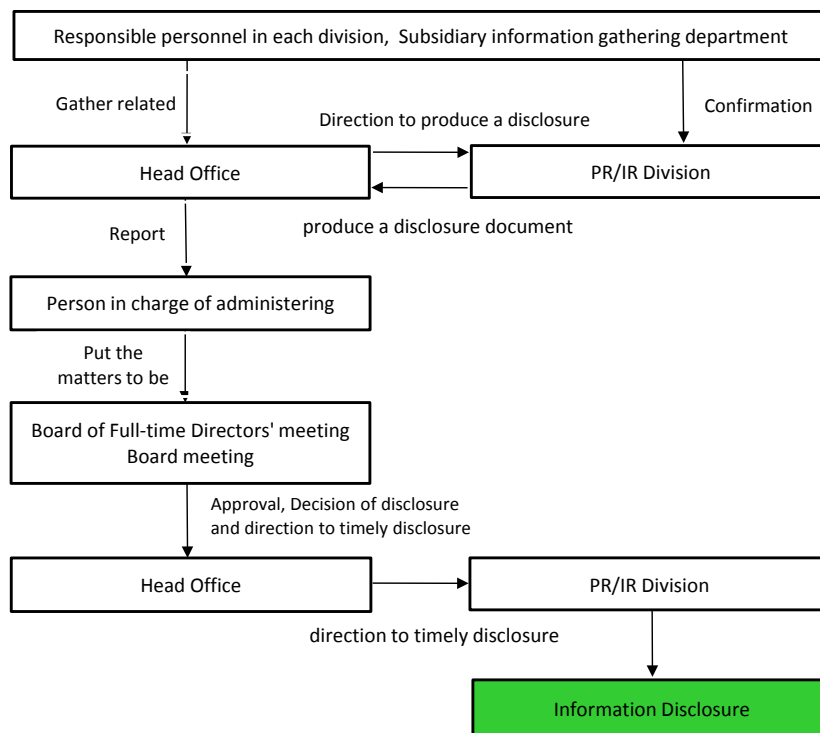 Responsible personnel in each division, Subsidiary information gathering department
Gather related
Confirmation
Direction to produce a disclosure
Head Office
PR/IR Division
produce a disclosure document
Report
Person in charge of administering
Put the
matters to be
Board of Full-time Directors' meeting
Board meeting
Approval, Decision of disclosure
and direction to timely disclosure
Head Office
PR/IR Division
direction to timely disclosure
Information Disclosure